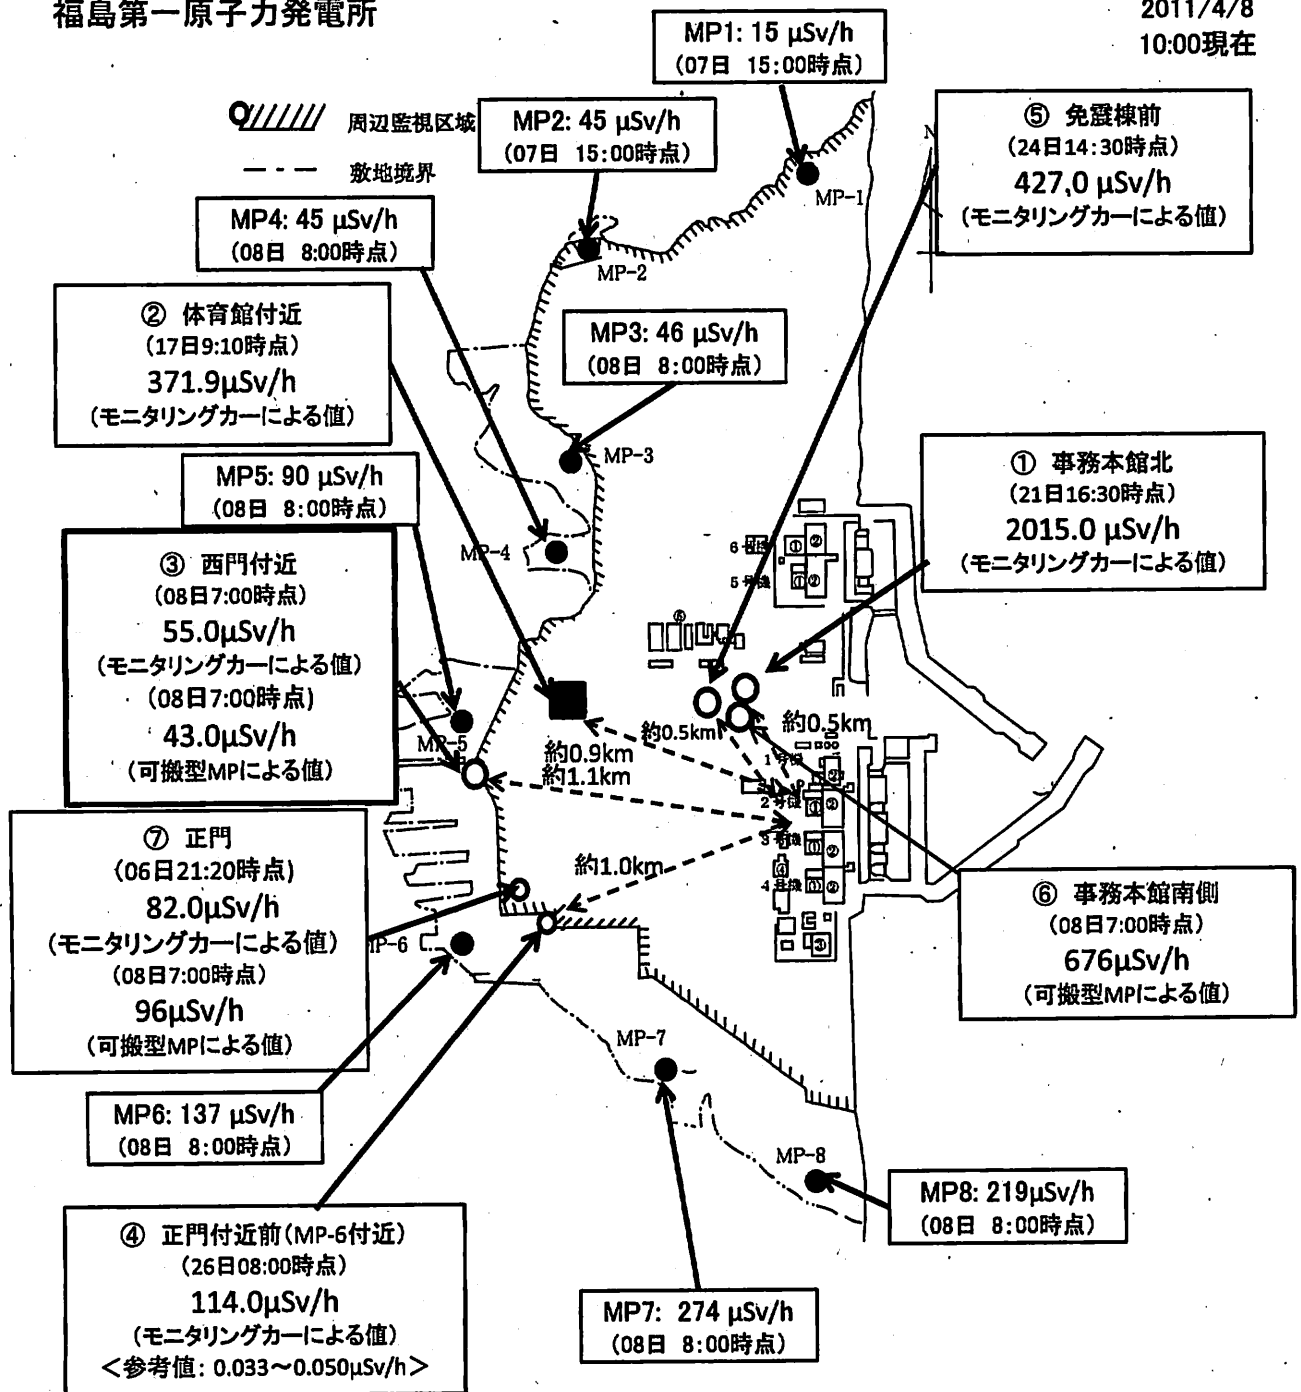 福島第一原子力発電所
2011/4/8
10:00現在
MP1: 15 μSv/h
(07日 15:00時点)
周辺監視区域
敷地境界
MP2: 45 μSv/h
(07日 15:00時点)
⑤ 免震棟前
(24日14:30時点)
427,0 μSv/h
(モニタリングカーによる値)
N
MP-1
MP4: 45 μSv/h
(08日 8:00時点)
MP-2
② 体育館付近
(17日9:10時点)
371.9μSv/h
(モニタリングカーによる値)
MP3: 46 μSv/h
(08日 8:00時点)
MP-3
① 事務本館北
(21日16:30時点)
2015.0 μSv/h
(モニタリングカーによる値)
MP5: 90 μSv/h
(08日 8:00時点)
MP-4
6号機
① ②
5号機
① ②
③ 西門付近
(08日7:00時点)
55.0μSv/h
(モニタリングカーによる値)
(08日7:00時点)
43.0μSv/h
(可搬型MPによる値)
MP-5
約0.5km
約0.5km
約0.9km
約1.1km
1号機
②
2号機
① ②
3号機
① ②
④
4号機
① ②
約1.0km
⑦ 正門
(06日21:20時点)
82.0μSv/h
(モニタリングカーによる値)
(08日7:00時点)
96μSv/h
(可搬型MPによる値)
⑥ 事務本館南側
(08日7:00時点)
676μSv/h
(可搬型MPによる値)
MP-7
MP6: 137 μSv/h
(08日 8:00時点)
MP-8
MP8: 219μSv/h
(08日 8:00時点)
④ 正門付近前(MP-6付近)
(26日08:00時点)
114.0μSv/h
(モニタリングカーによる値)
<参考値: 0.033～0.050μSv/h>
MP7: 274 μSv/h
(08日 8:00時点)